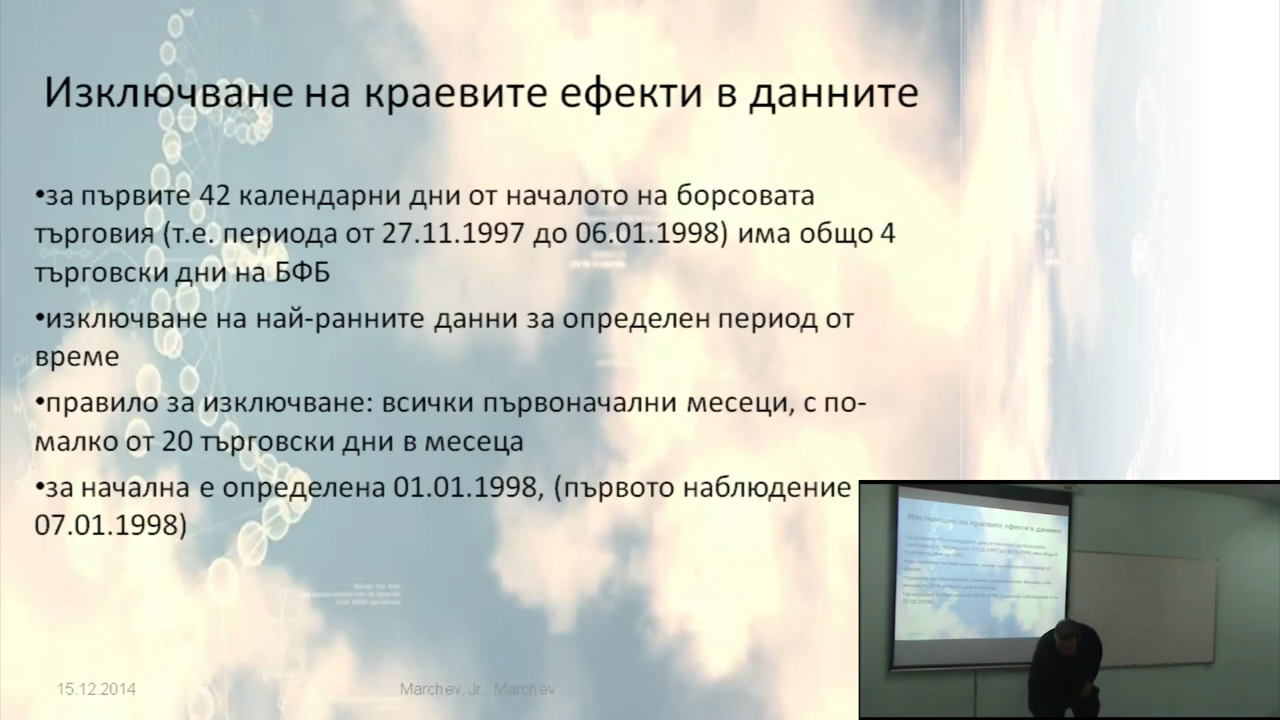 Изключване на краевите ефекти в данните
•за първите 42 календарни дни от началото на борсовата
търговия (т.е. периода от 27.11.1997 до 06.01.1998) има общо 4
търговски дни на БФБ
•изключване на най-ранните данни за определен период от
време
•правило за изключване: всички първоначални месеци, с по-
малко от 20 търговски дни в месеца
•за начална е определена 01.01.1998, (първото наблюдение
07.01.1998)
15.12.2014
Marchev, Jr., Marchev